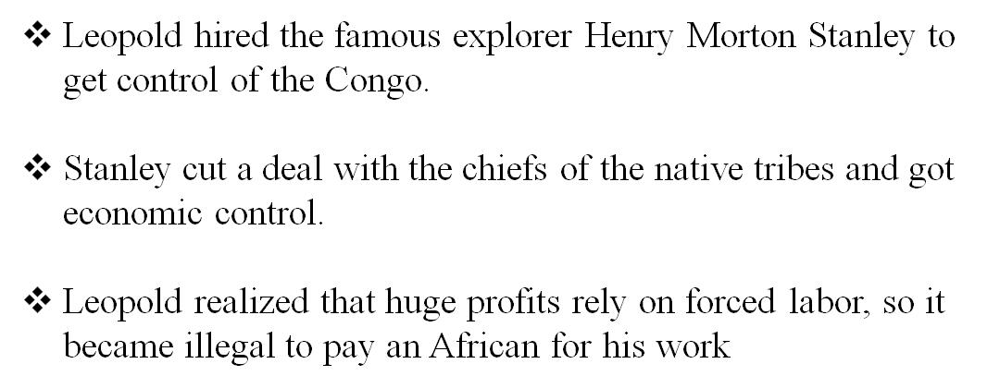 ❖ Leopold hired the famous explorer Henry Morton Stanley to
get control of the Congo.
❖ Stanley cut a deal with the chiefs of the native tribes and got
economic control.
❖ Leopold realized that huge profits rely on forced labor, so it
became illegal to pay an African for his work